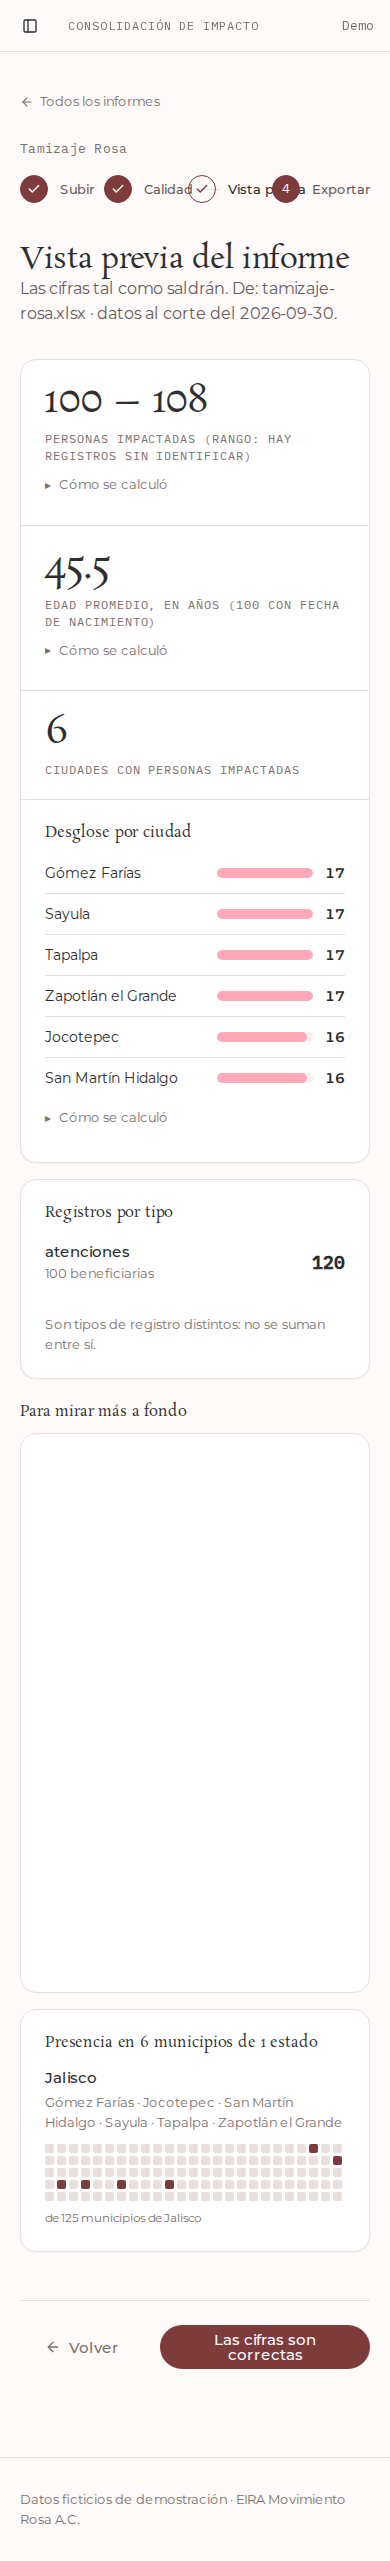 CONSOLIDACIÓN DE IMPACTO
Demo
← Todos los informes
Tamizaje Rosa
Subir
Calidad
Vista p a
4
Exportar
Vista previa del informe
Las cifras tal como saldrán. De: tamizaje-
rosa.xlsx · datos al corte del 2026-09-30.
100 – 108
PERSONAS IMPACTADAS (RANGO: HAY
REGISTROS SIN IDENTIFICAR)
▸ Cómo se calculó
45.5
EDAD PROMEDIO, EN AÑOS (100 CON FECHA
DE NACIMIENTO)
▸ Cómo se calculó
6
CIUDADES CON PERSONAS IMPACTADAS
Desglose por ciudad
Gómez Farías 17
Sayula 17
Tapalpa 17
Zapotlán el Grande 17
Jocotepec 16
San Martín Hidalgo 16
▸ Cómo se calculó
Registros por tipo
atenciones
120
100 beneficiarias
Son tipos de registro distintos: no se suman
entre sí.
Para mirar más a fondo
Presencia en 6 municipios de 1 estado
Jalisco
Gómez Farías · Jocotepec · San Martín
Hidalgo · Sayula · Tapalpa · Zapotlán el Grande
de 125 municipios de Jalisco
← Volver
Las cifras son
correctas
Datos ficticios de demostración · EIRA Movimiento
Rosa A.C.